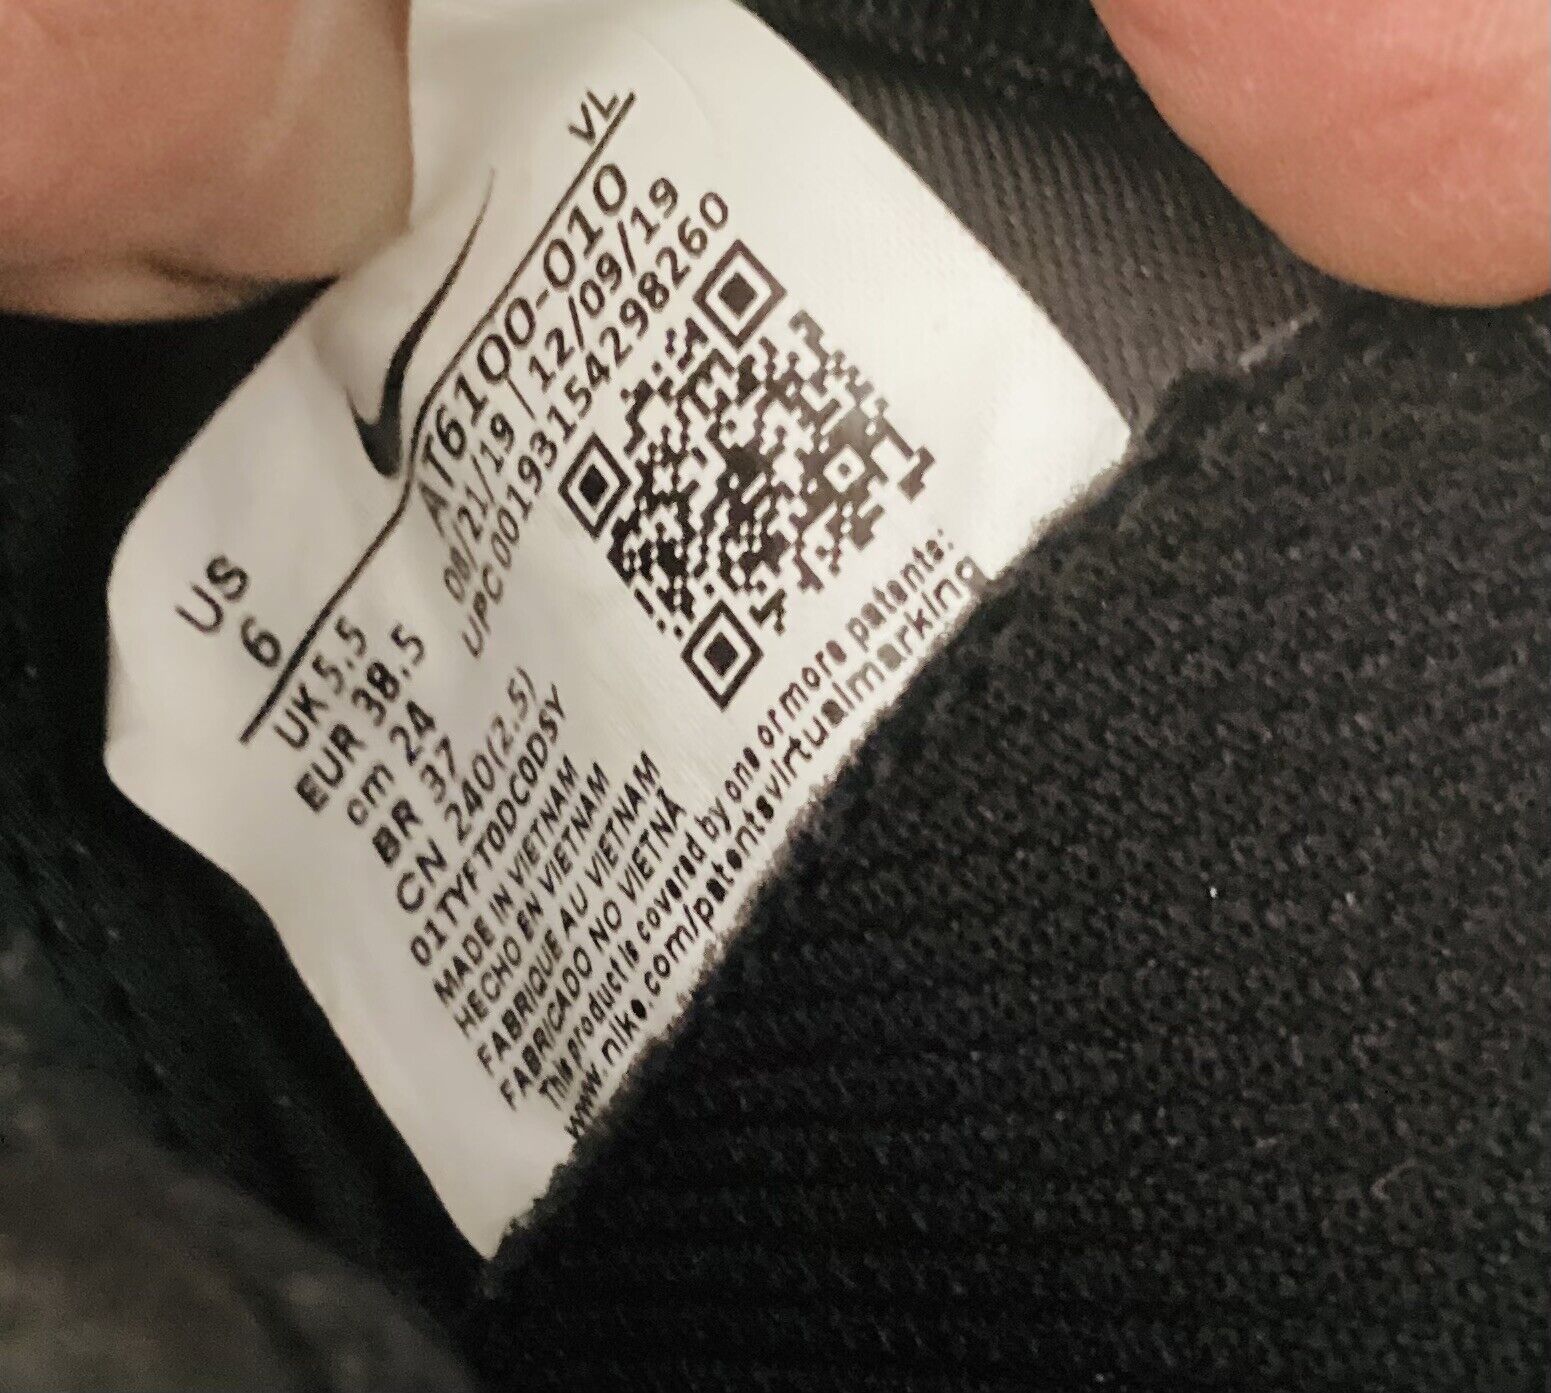 VL
AT6100-010
08/21/19 | 12/09/19
UPC00193154298260
US
6
UK 5.5
EUR 38.5
cm 24
BR 37
CN 240(2.5)
01TYFT0DC0DSY
MADE IN VIETNAM
HECHO EN VIETNAM
FABRIQUE AU VIETNAM
FABRICADO NO VIETNÃ
This product is covered by one or more patents:
www.nike.com/patentsvirtualmarking